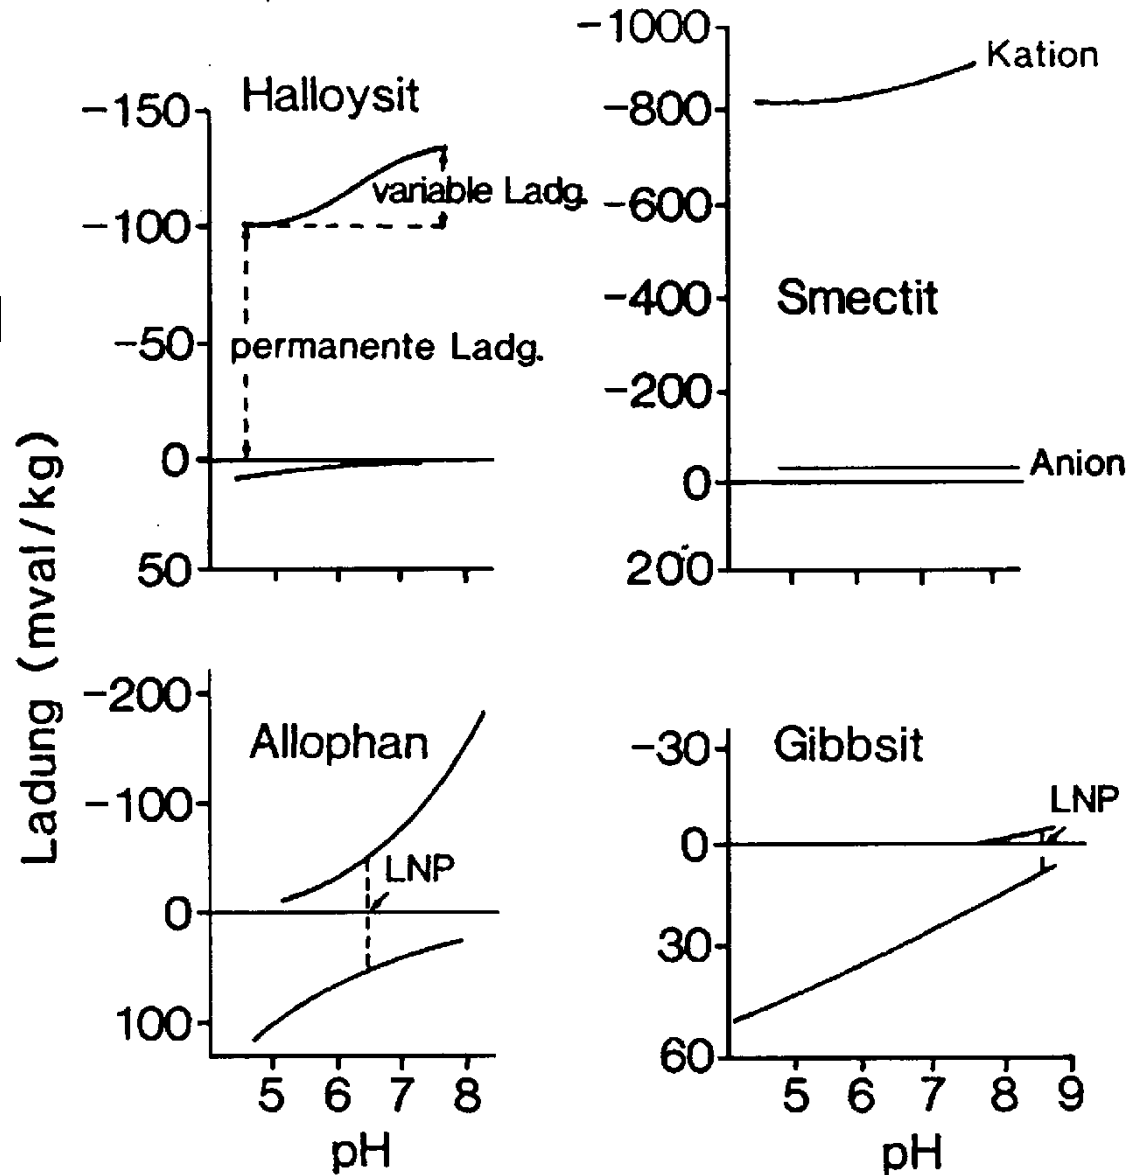 Ladung (mval/kg)
Halloysit
-150
-100
-50
0
50
variable Ladg.
permanente Ladg.
-1000
-800
-600
-400
-200
0
200
Kation
Smectit
Anion
-200
-100
0
100
Allophan
LNP
5 6 7 8
pH
-30
0
30
60
Gibbsit
LNP
5 6 7 8 9
pH